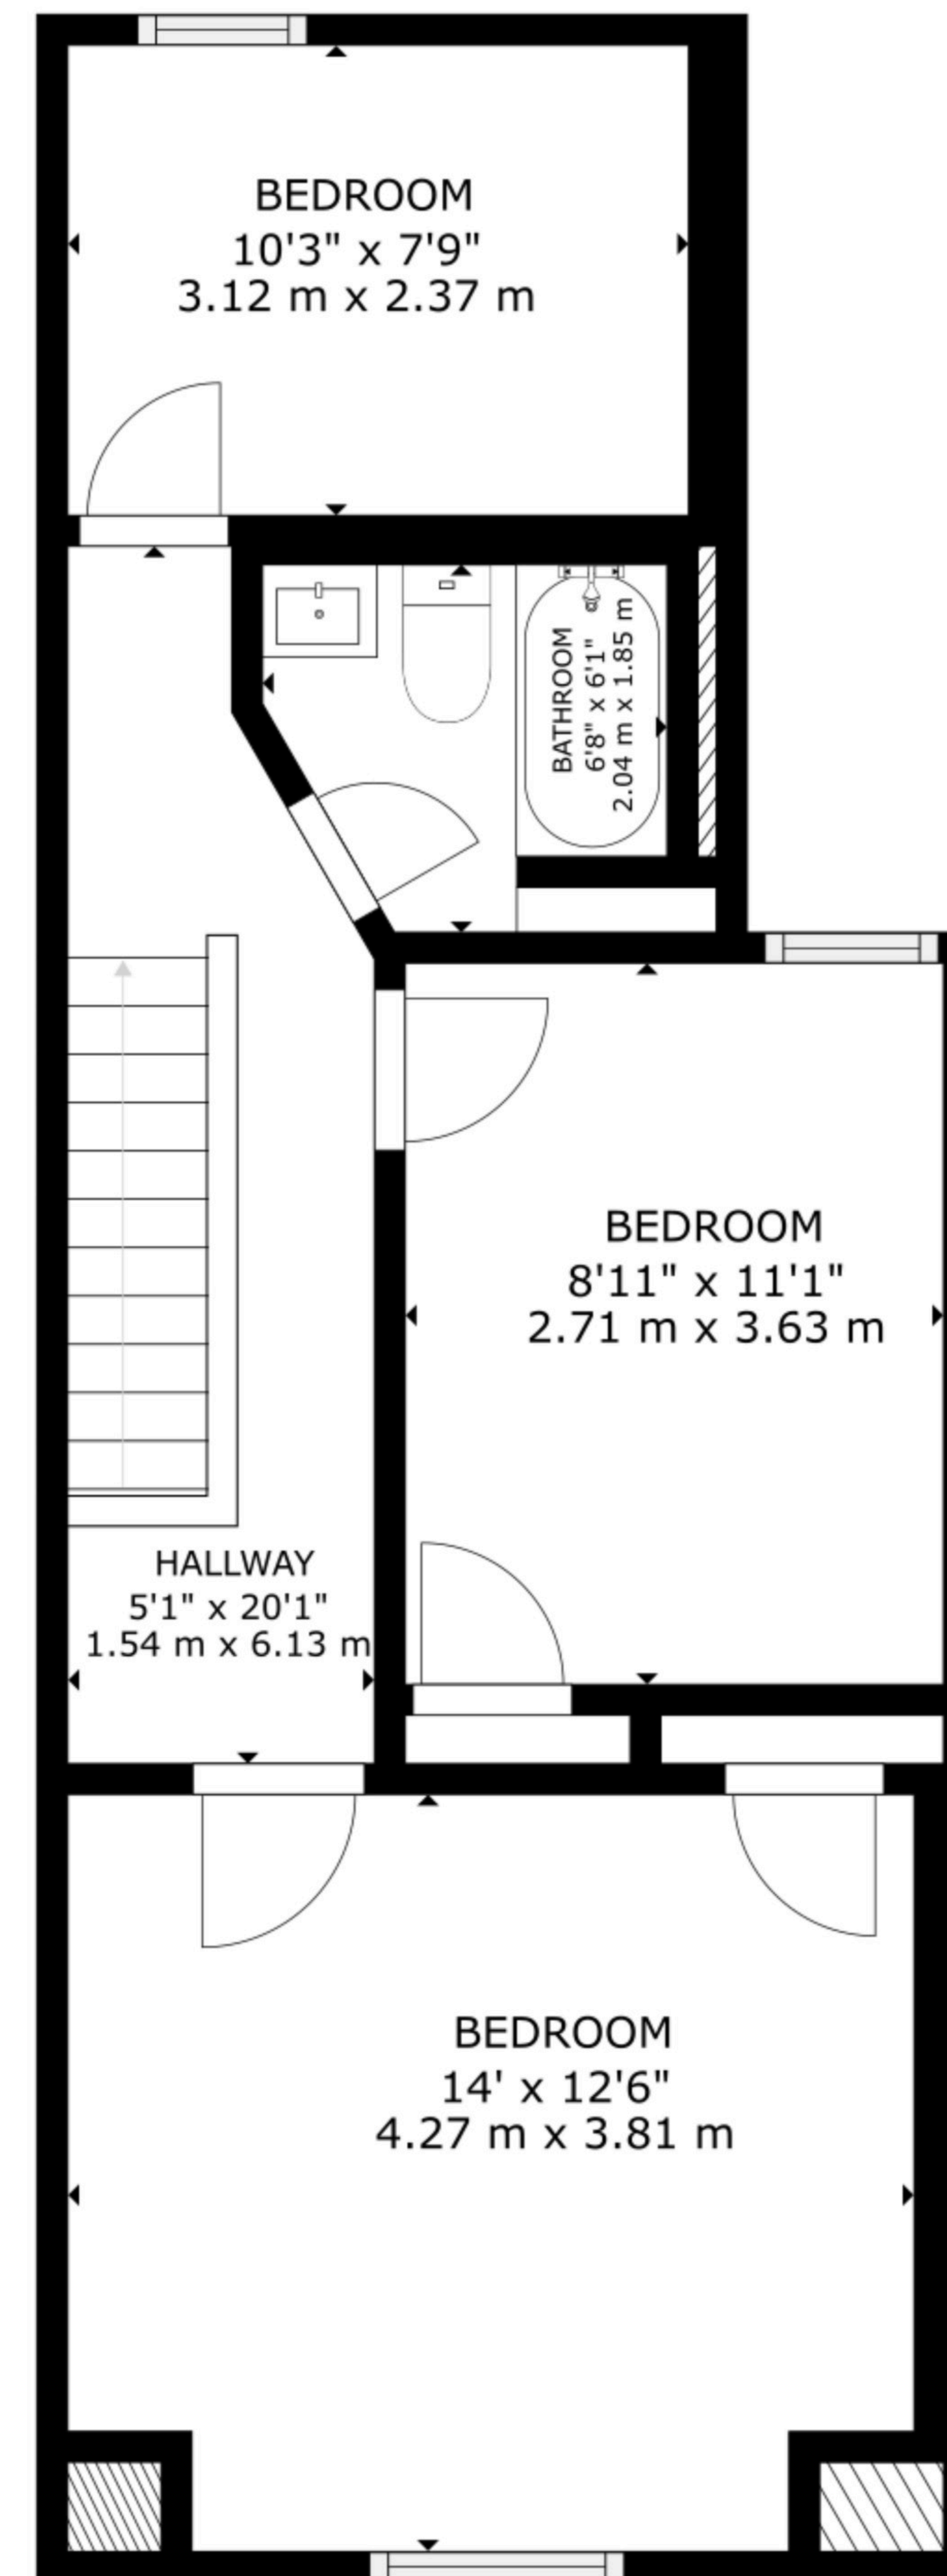 BEDROOM
10'3" x 7'9"
3.12 m x 2.37 m
BATHROOM
6'8" x 6'1"
2.04 m x 1.85 m
BEDROOM
8'11" x 11'1"
2.71 m x 3.63 m
HALLWAY
5'1" x 20'1"
1.54 m x 6.13 m
BEDROOM
14' x 12'6"
4.27 m x 3.81 m